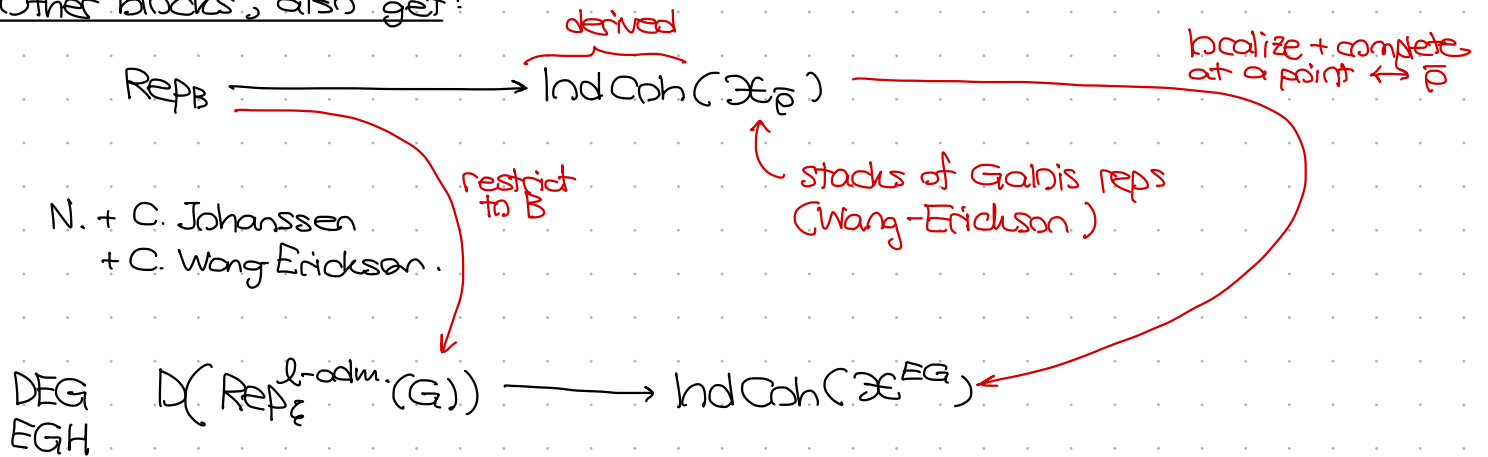 Other blocks, also get:
derived
localize + complete
at a point ↔ ρ̄
Rep_B → IndCoh(𝔛_ρ̄)
restrict
to B
stacks of Galois reps
(Wang-Erickson)
N. + C. Johanssen
+ C. Wang Erickson.
DEG D(Rep_ξ^{l-adm.}(G)) → IndCoh(𝔛^{EG})
EGH